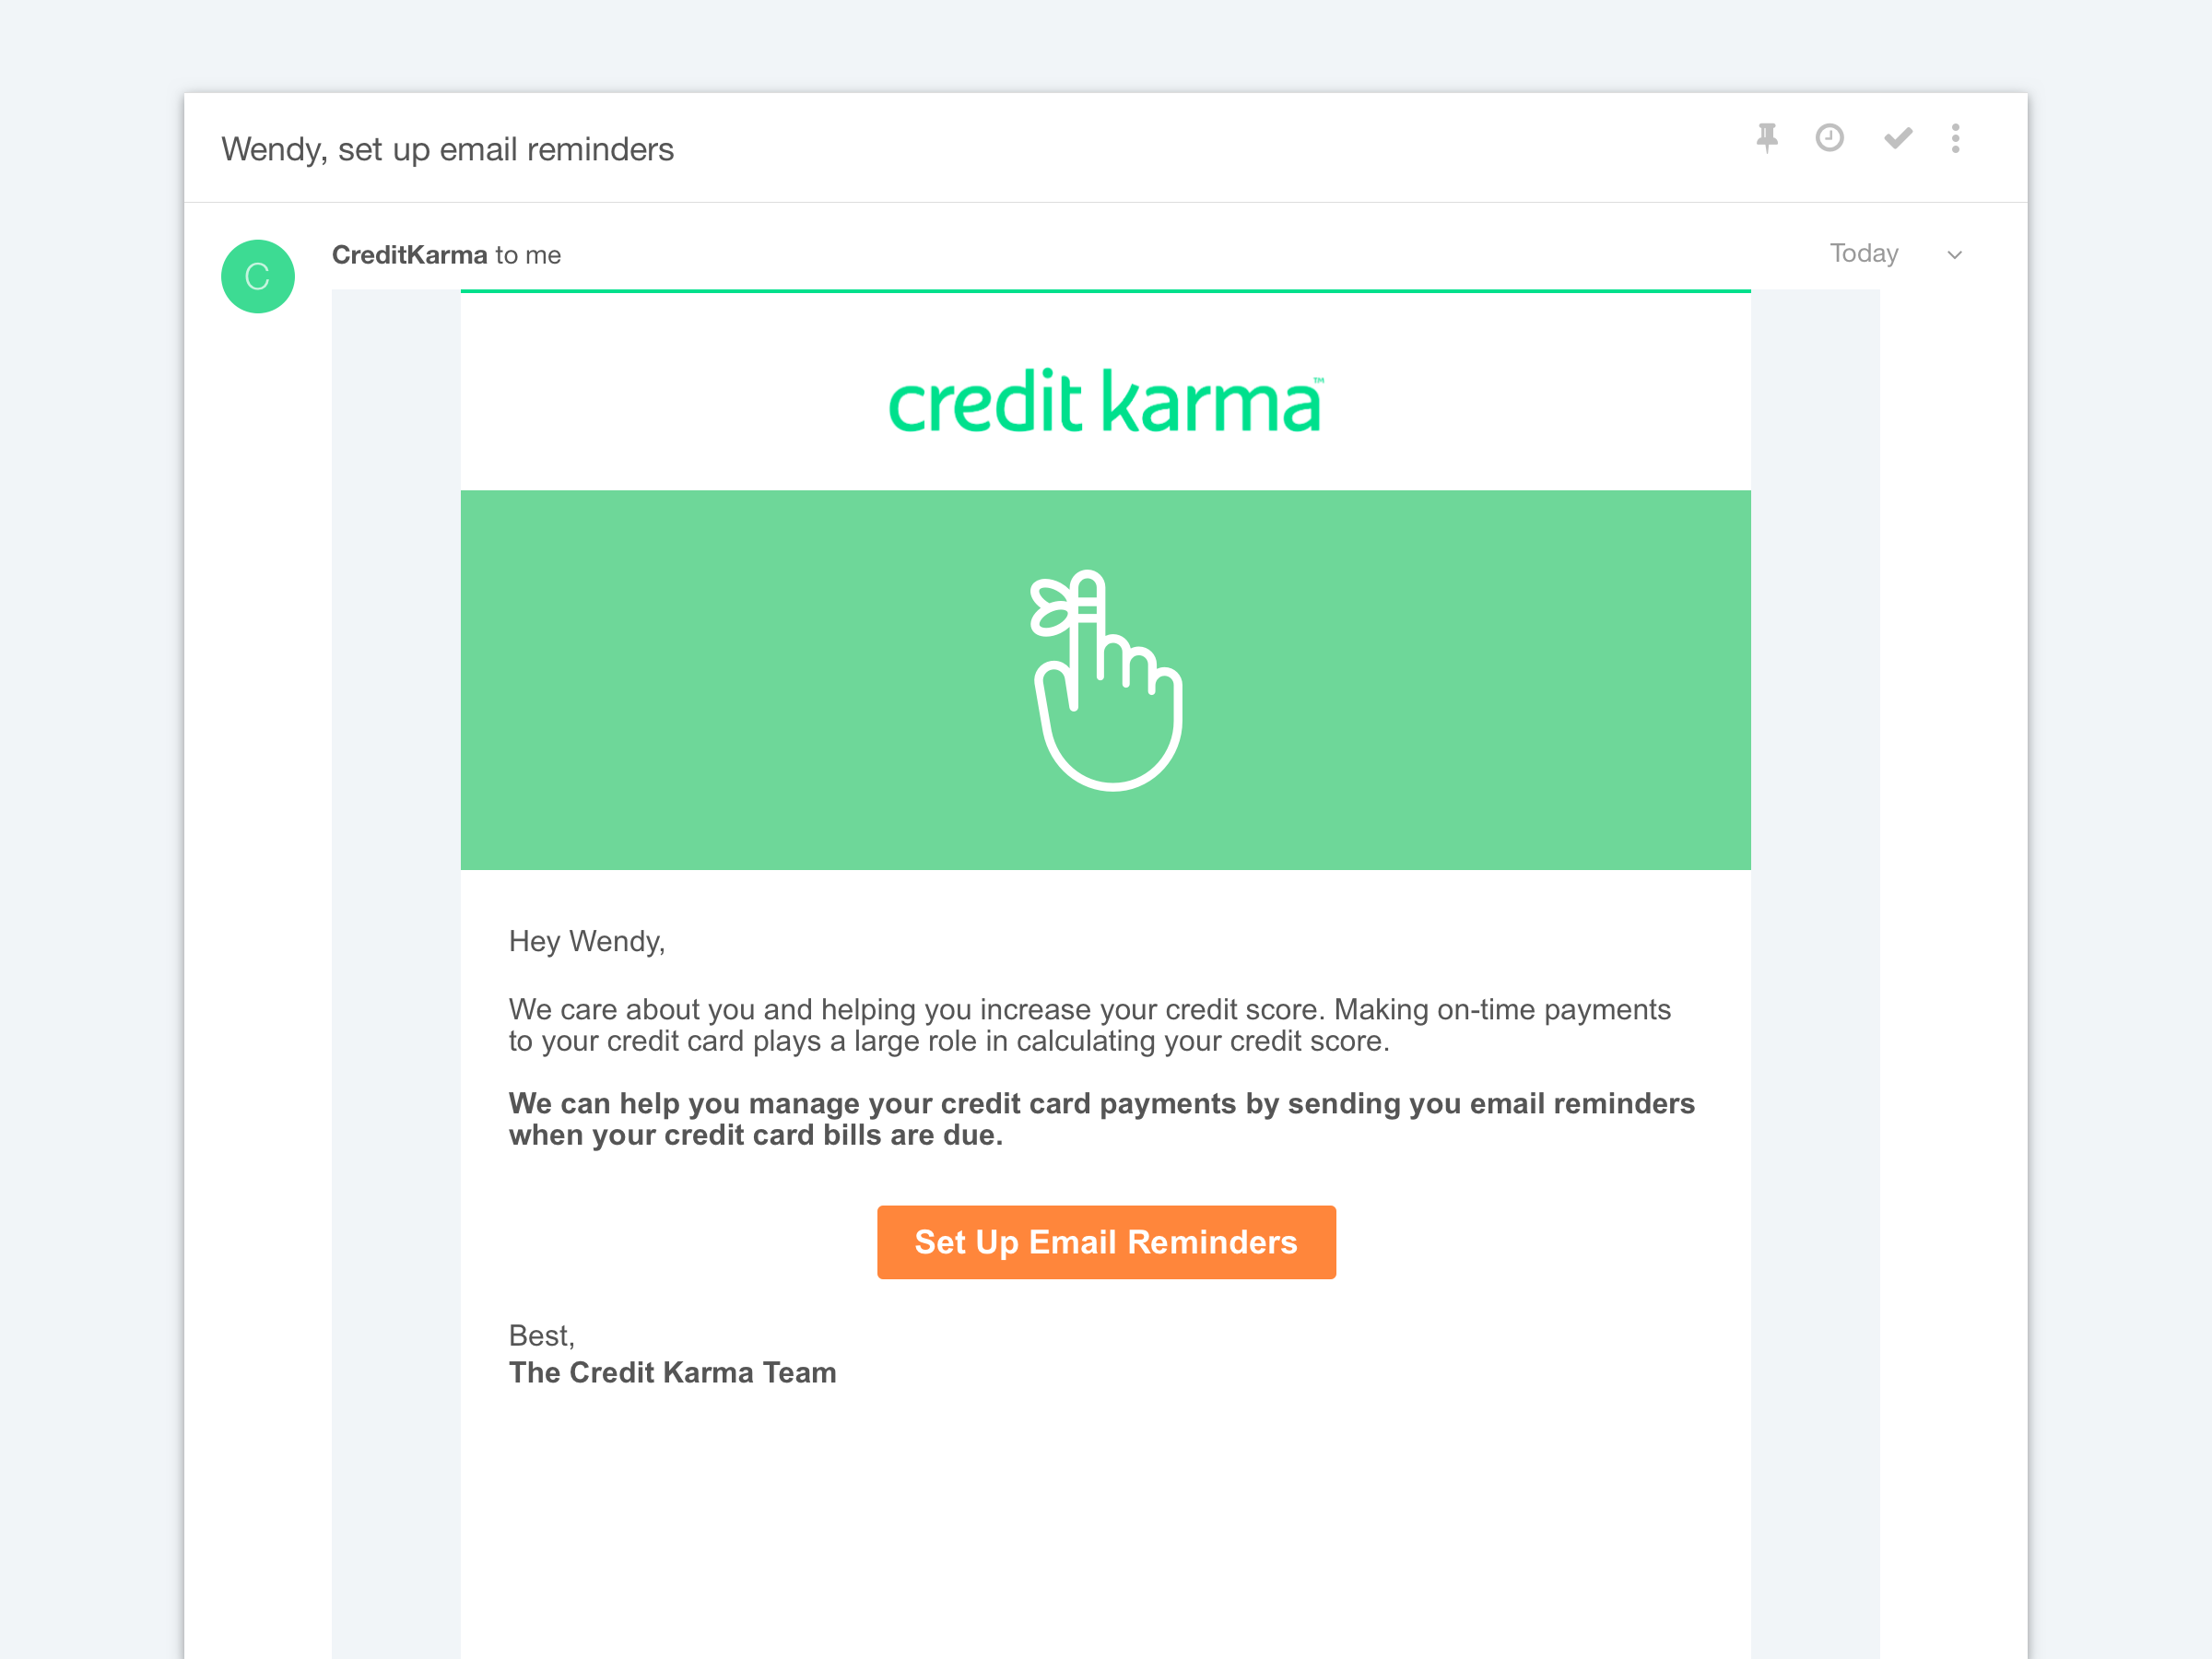 Wendy, set up email reminders
C
CreditKarma to me
Today
credit karma™
Hey Wendy,
We care about you and helping you increase your credit score. Making on-time payments
to your credit card plays a large role in calculating your credit score.
We can help you manage your credit card payments by sending you email reminders
when your credit card bills are due.
Set Up Email Reminders
Best,
The Credit Karma Team